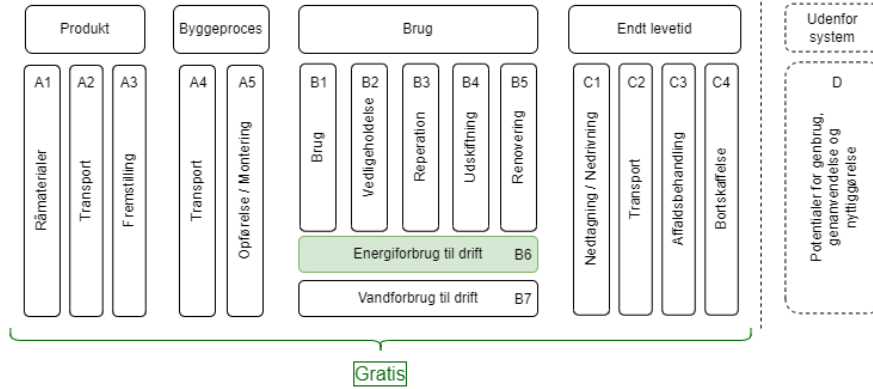 Produkt
Byggeproces
Brug
Endt levetid
Udenfor
system
A1
Råmaterialer
A2
Transport
A3
Fremstilling
A4
Transport
A5
Opførelse / Montering
B1
Brug
B2
Vedligeholdelse
B3
Reperation
B4
Udskiftning
B5
Renovering
Energiforbrug til drift B6
Vandforbrug til drift B7
C1
Nedtagning / Nedrivning
C2
Transport
C3
Affaldsbehandling
C4
Bortskaffelse
D
Potentialer for genbrug,
genanvendelse og
nyttiggørelse
Gratis